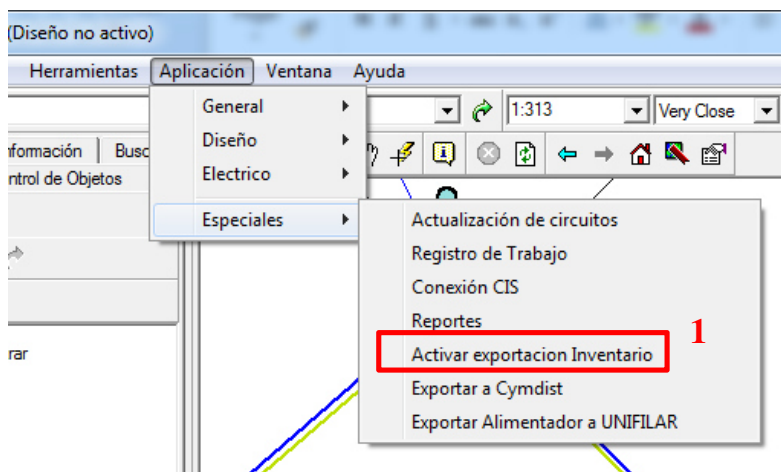 (Diseño no activo)
Herramientas Aplicación Ventana Ayuda
General
1:313
Very Close
Diseño
nformación Busc
Electrico
ntrol de Objetos
Especiales
Actualización de circuitos
Registro de Trabajo
Conexión CIS
Reportes
1
rar
Activar exportacion Inventario
Exportar a Cymdist
Exportar Alimentador a UNIFILAR